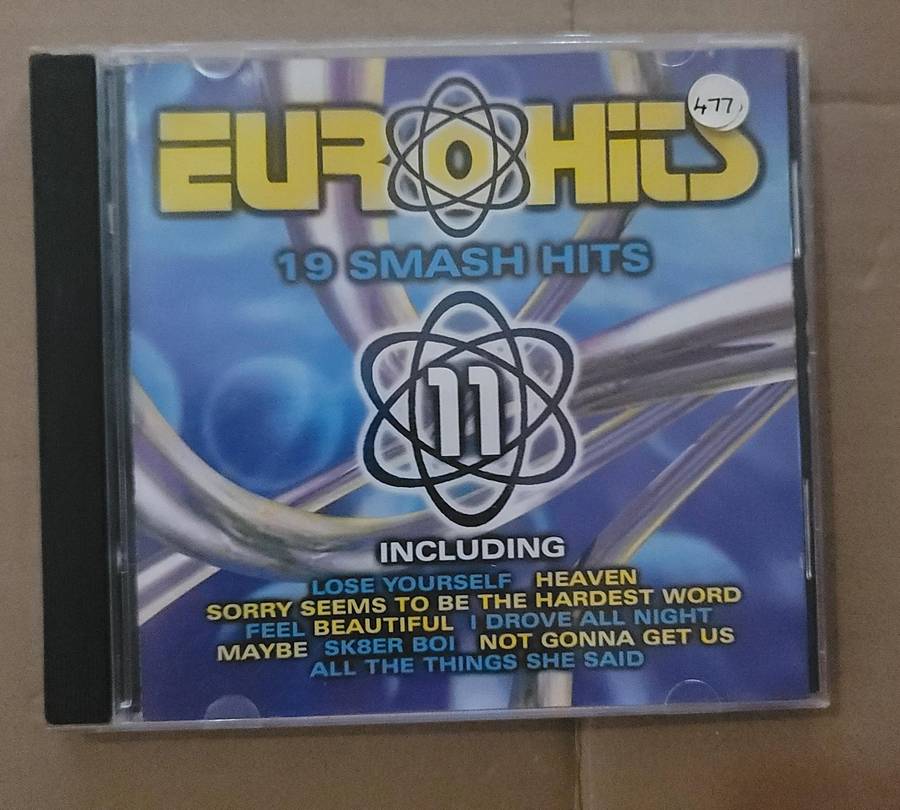 EUROHITS
477
19 SMASH HITS
11
INCLUDING
LOSE YOURSELF HEAVEN
SORRY SEEMS TO BE THE HARDEST WORD
FEEL BEAUTIFUL I DROVE ALL NIGHT
MAYBE SK8ER BOI NOT GONNA GET US
ALL THE THINGS SHE SAID